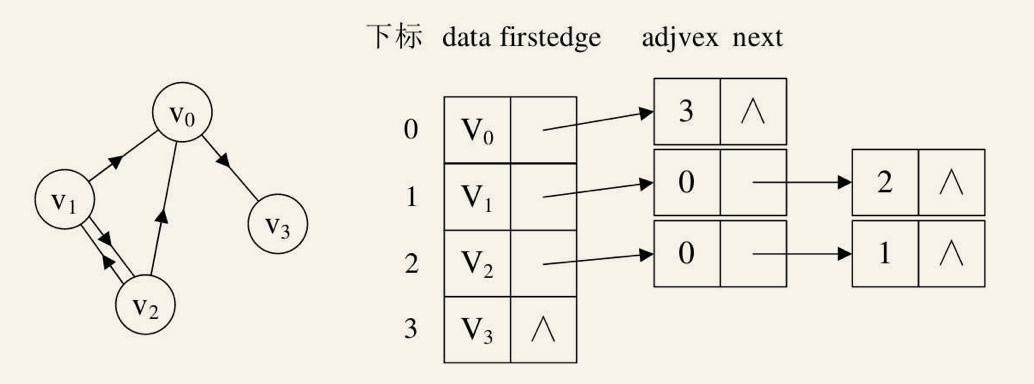 下标 data firstedge adjvex next
v₀
v₁
v₂
v₃
0 V₀ 3 ∧
1 V₁ 0 2 ∧
2 V₂ 0 1 ∧
3 V₃ ∧